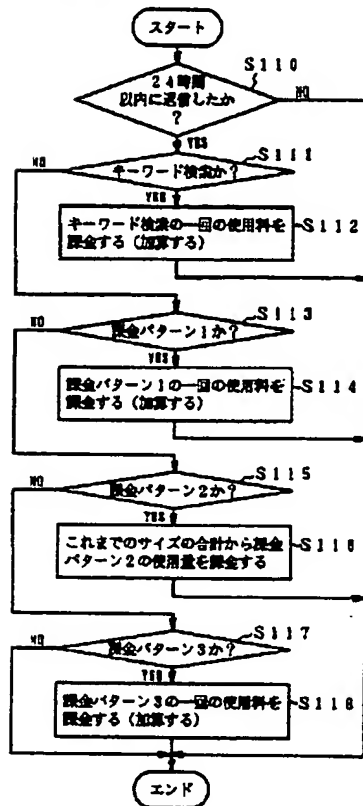 スタート
S110
24時間
以内に返信したか
?
NO
YES
S111
NO
キーワード検索か?
YES
キーワード検索の一回の使用料を
課金する(加算する)
S112
S113
NO
課金パターン1か?
YES
課金パターン1の一回の使用料を
課金する(加算する)
S114
S115
NO
課金パターン2か?
YES
これまでのサイズの合計から課金
パターン2の使用量を課金する
S116
S117
NO
課金パターン3か?
YES
課金パターン3の一回の使用料を
課金する(加算する)
S118
エンド